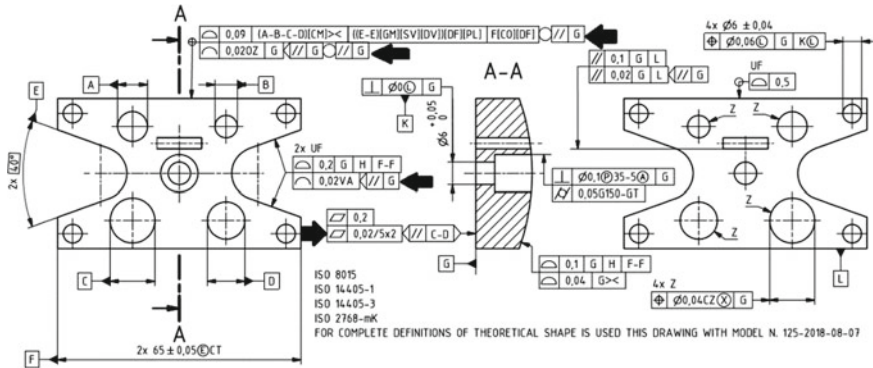 A
⌓ 0,09 (A-B-C-D)[CM]>< ((E-E)[GM][SV][DV])[DF][PL] F[CO][DF] ○ // G
⌒ 0,02OZ G ◁ // G ○ // G
A
B
E
2x 40°
2x UF
⌓ 0,2 G H F-F
⌒ 0,02VA ◁ // G
C
D
A
F
2x 65 ± 0,05Ⓔ CT
⏥ 0,2
⏥ 0,02/5x2 ◁ // C-D
A-A
⟂ Ø0Ⓛ G
K
Ø6 +0,05 0
G
⟂ Ø0,1Ⓟ35-5Ⓐ G
⌭ 0,05G150-GT
⌓ 0,1 G H F-F
⌓ 0,04 G><
// 0,1 G L
// 0,02 G L ◁ // G
4x Ø6 ± 0,04
⌖ Ø0,06Ⓛ G KⓁ
UF
⌓ 0,5
Z
Z
Z
Z
L
4x Z
⌖ Ø0,04CZⓍ G
ISO 8015
ISO 14405-1
ISO 14405-3
ISO 2768-mK
FOR COMPLETE DEFINITIONS OF THEORETICAL SHAPE IS USED THIS DRAWING WITH MODEL N. 125-2018-08-07